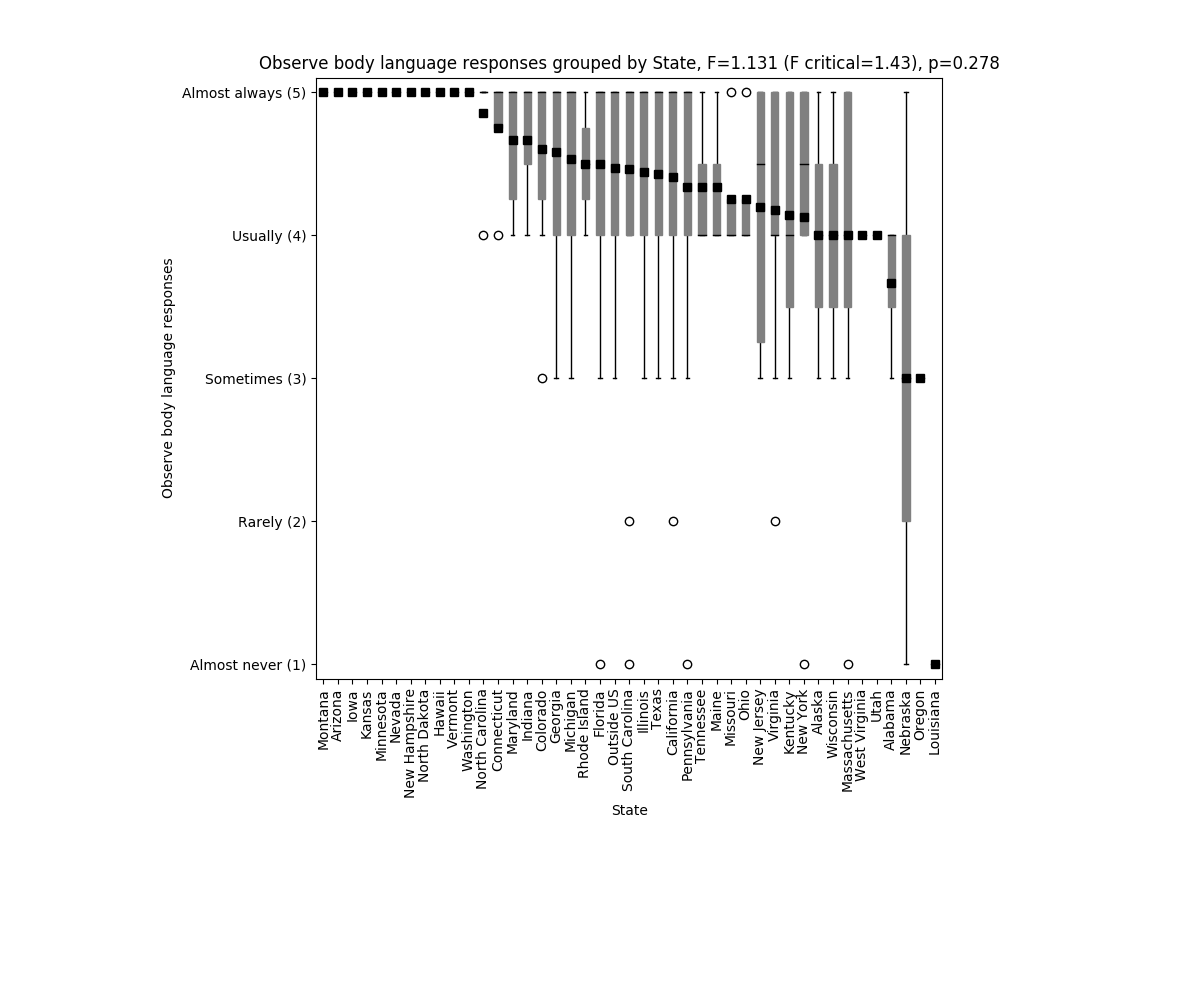 Observe body language responses grouped by State, F=1.131 (F critical=1.43), p=0.278
Observe body language responses
Almost always (5)
Usually (4)
Sometimes (3)
Rarely (2)
Almost never (1)
Montana
Arizona
Iowa
Kansas
Minnesota
Nevada
New Hampshire
North Dakota
Hawaii
Vermont
Washington
North Carolina
Connecticut
Maryland
Indiana
Colorado
Georgia
Michigan
Rhode Island
Florida
Outside US
South Carolina
Illinois
Texas
California
Pennsylvania
Tennessee
Maine
Missouri
Ohio
New Jersey
Virginia
Kentucky
New York
Alaska
Wisconsin
Massachusetts
West Virginia
Utah
Alabama
Nebraska
Oregon
Louisiana
State